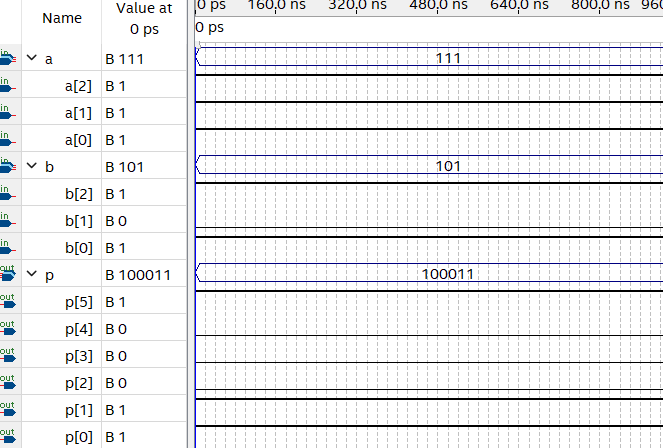 Name Value at 0 ps
0 ps 160.0 ns 320.0 ns 480.0 ns 640.0 ns 800.0 ns 960
0 ps
in a B 111 111
in a[2] B 1
in a[1] B 1
in a[0] B 1
in b B 101 101
in b[2] B 1
in b[1] B 0
in b[0] B 1
out p B 100011 100011
out p[5] B 1
out p[4] B 0
out p[3] B 0
out p[2] B 0
out p[1] B 1
out p[0] B 1